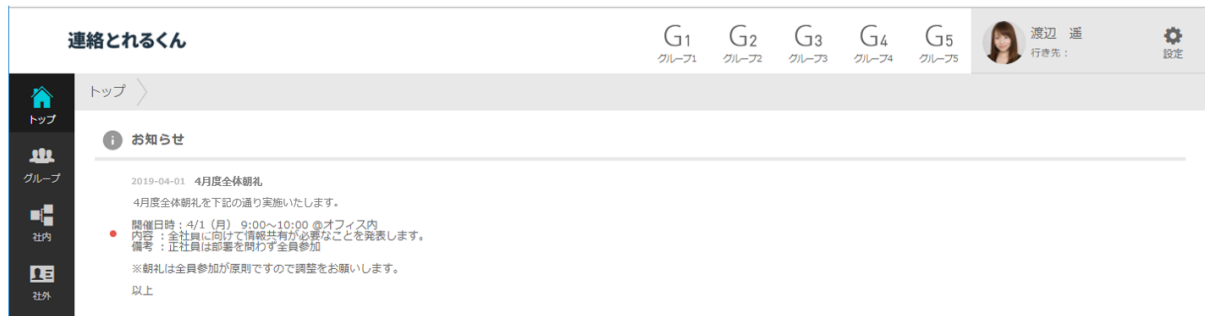 連絡とれるくん
G1 G2 G3 G4 G5
グループ1 グループ2 グループ3 グループ4 グループ5
渡辺 遥
行き先：
設定
トップ
トップ
グループ
社内
社外
お知らせ
2019-04-01 4月度全体朝礼
4月度全体朝礼を下記の通り実施いたします。
開催日時：4/1（月） 9:00～10:00 @オフィス内
内容 ：全社員に向けて情報共有が必要なことを発表します。
備考 ：正社員は部署を問わず全員参加
※朝礼は全員参加が原則ですので調整をお願いします。
以上